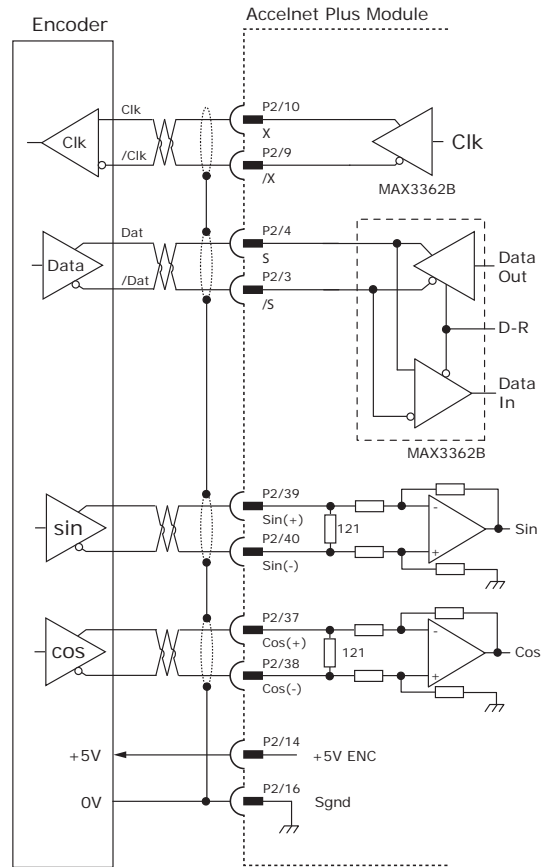 Accelnet Plus Module
Encoder
Clk
P2/10
X
Clk
Clk
/Clk
P2/9
/X
MAX3362B
Dat
P2/4
S
Data
Data
Out
/Dat
P2/3
/S
D-R
Data
In
MAX3362B
P2/39
Sin(+)
-
sin
121
Sin
P2/40
Sin(-)
+
P2/37
Cos(+)
-
cos
121
Cos
P2/38
Cos(-)
+
P2/14
+5V
+5V ENC
P2/16
0V
Sgnd